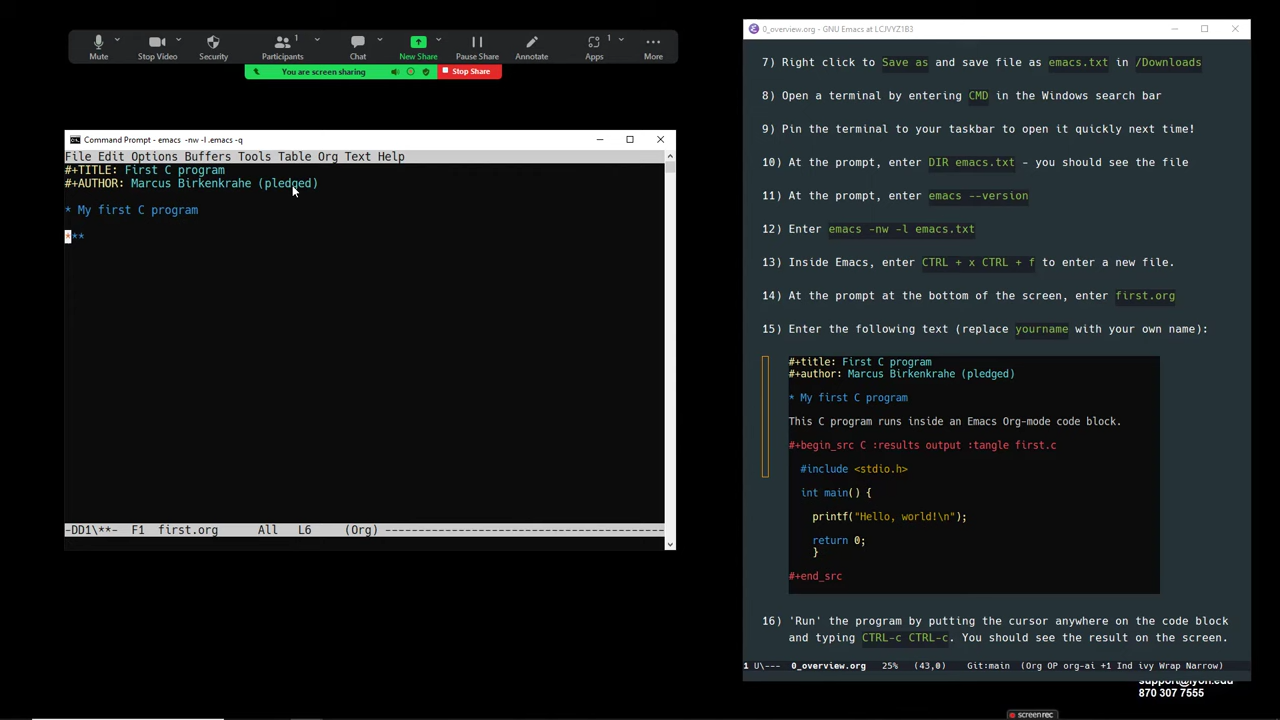 Mute
Stop Video
Security
1
Participants
Chat
New Share
Pause Share
Annotate
1
Apps
More
You are screen sharing
Stop Share
Command Prompt - emacs -nw -l .emacs -q
File Edit Options Buffers Tools Table Org Text Help
#+TITLE: First C program
#+AUTHOR: Marcus Birkenkrahe (pledged)
* My first C program
***
-DD1\**-  F1  first.org      All   L6     (Org) ------------------------------------------
0_overview.org - GNU Emacs at LCJVYZ1B3
7) Right click to Save as and save file as emacs.txt in /Downloads
8) Open a terminal by entering CMD in the Windows search bar
9) Pin the terminal to your taskbar to open it quickly next time!
10) At the prompt, enter DIR emacs.txt - you should see the file
11) At the prompt, enter emacs --version
12) Enter emacs -nw -l emacs.txt
13) Inside Emacs, enter CTRL + x CTRL + f to enter a new file.
14) At the prompt at the bottom of the screen, enter first.org
15) Enter the following text (replace yourname with your own name):
#+title: First C program
#+author: Marcus Birkenkrahe (pledged)
* My first C program
This C program runs inside an Emacs Org-mode code block.
#+begin_src C :results output :tangle first.c
#include <stdio.h>
int main() {
printf("Hello, world!\n");
return 0;
}
#+end_src
16) 'Run' the program by putting the cursor anywhere on the code block
and typing CTRL-c CTRL-c. You should see the result on the screen.
1 U\---  0_overview.org   25%   (43,0)    Git:main  (Org OP org-ai +1 Ind ivy Wrap Narrow)
support@lyon.edu
870 307 7555
screenrec